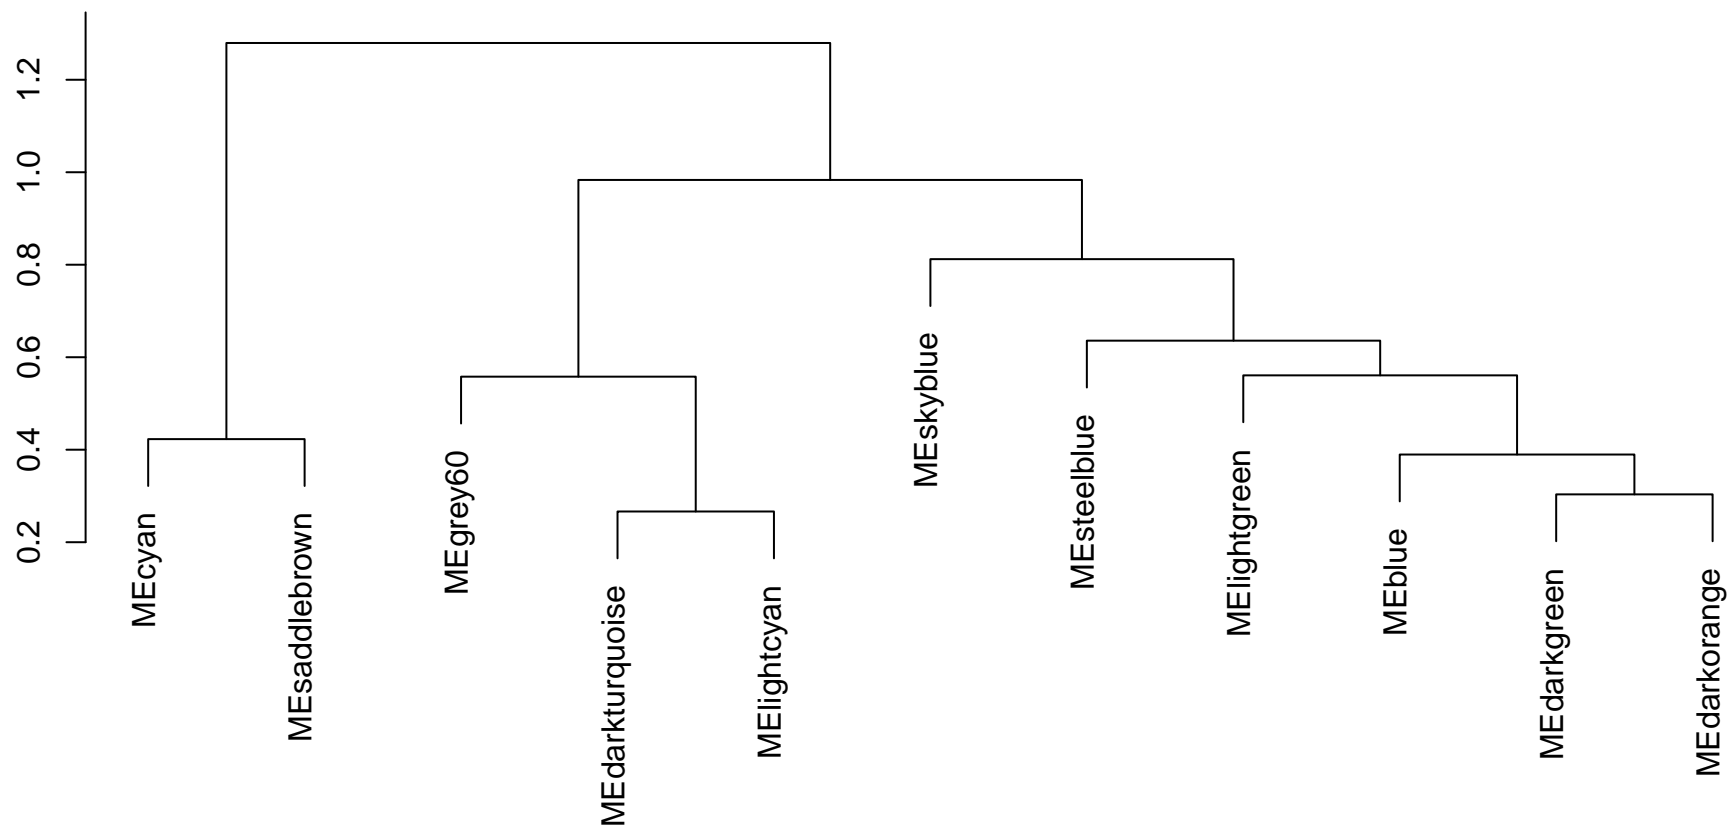 1.2
1.0
0.8
0.6
0.4
0.2
MEcyan
MEsaddlebrown
MEgrey60
MEdarkturquoise
MElightcyan
MEskyblue
MEsteelblue
MElightgreen
MEblue
MEdarkgreen
MEdarkorange